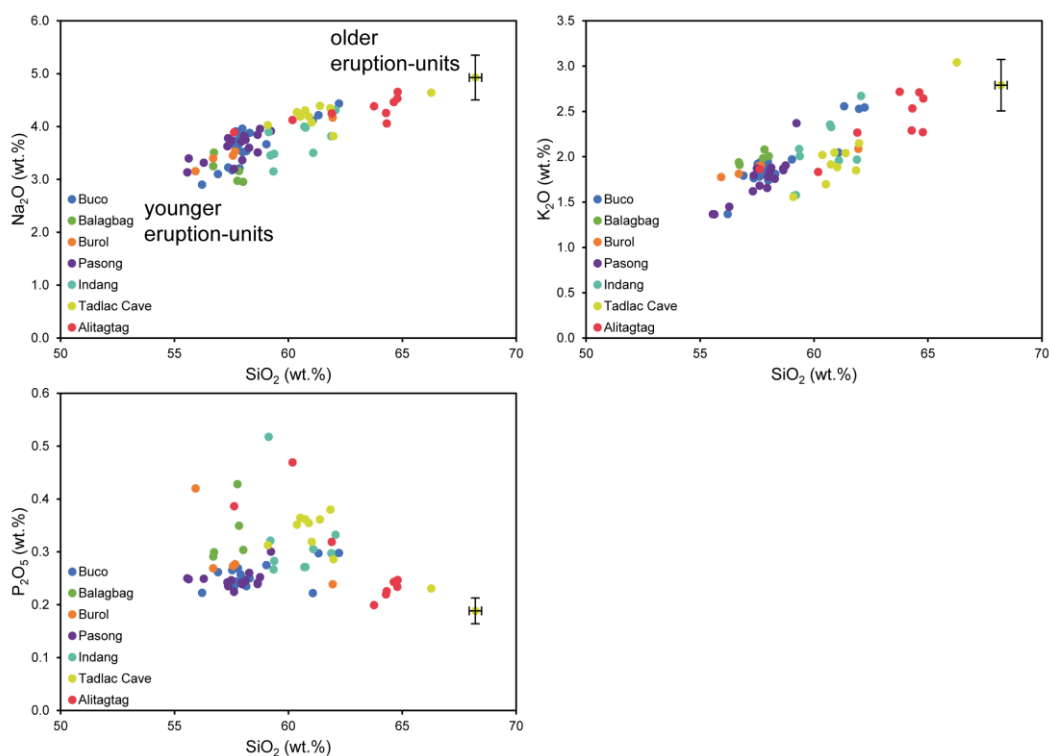 6.0
5.0
4.0
3.0
2.0
1.0
0.0
Na₂O (wt.%)
older
eruption-units
younger
eruption-units
Buco
Balagbag
Burol
Pasong
Indang
Tadlac Cave
Alitagtag
50 55 60 65 70
SiO₂ (wt.%)
3.5
3.0
2.5
2.0
1.5
1.0
0.5
0.0
K₂O (wt.%)
Buco
Balagbag
Burol
Pasong
Indang
Tadlac Cave
Alitagtag
50 55 60 65 70
SiO₂ (wt.%)
0.6
0.5
0.4
0.3
0.2
0.1
0.0
P₂O₅ (wt.%)
Buco
Balagbag
Burol
Pasong
Indang
Tadlac Cave
Alitagtag
50 55 60 65 70
SiO₂ (wt.%)